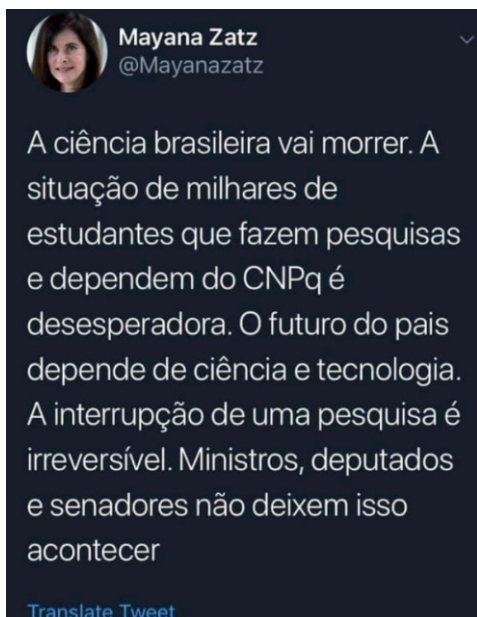 Mayana Zatz
@Mayanazatz
A ciência brasileira vai morrer. A
situação de milhares de
estudantes que fazem pesquisas
e dependem do CNPq é
desesperadora. O futuro do pais
depende de ciência e tecnologia.
A interrupção de uma pesquisa é
irreversível. Ministros, deputados
e senadores não deixem isso
acontecer
Translate Tweet